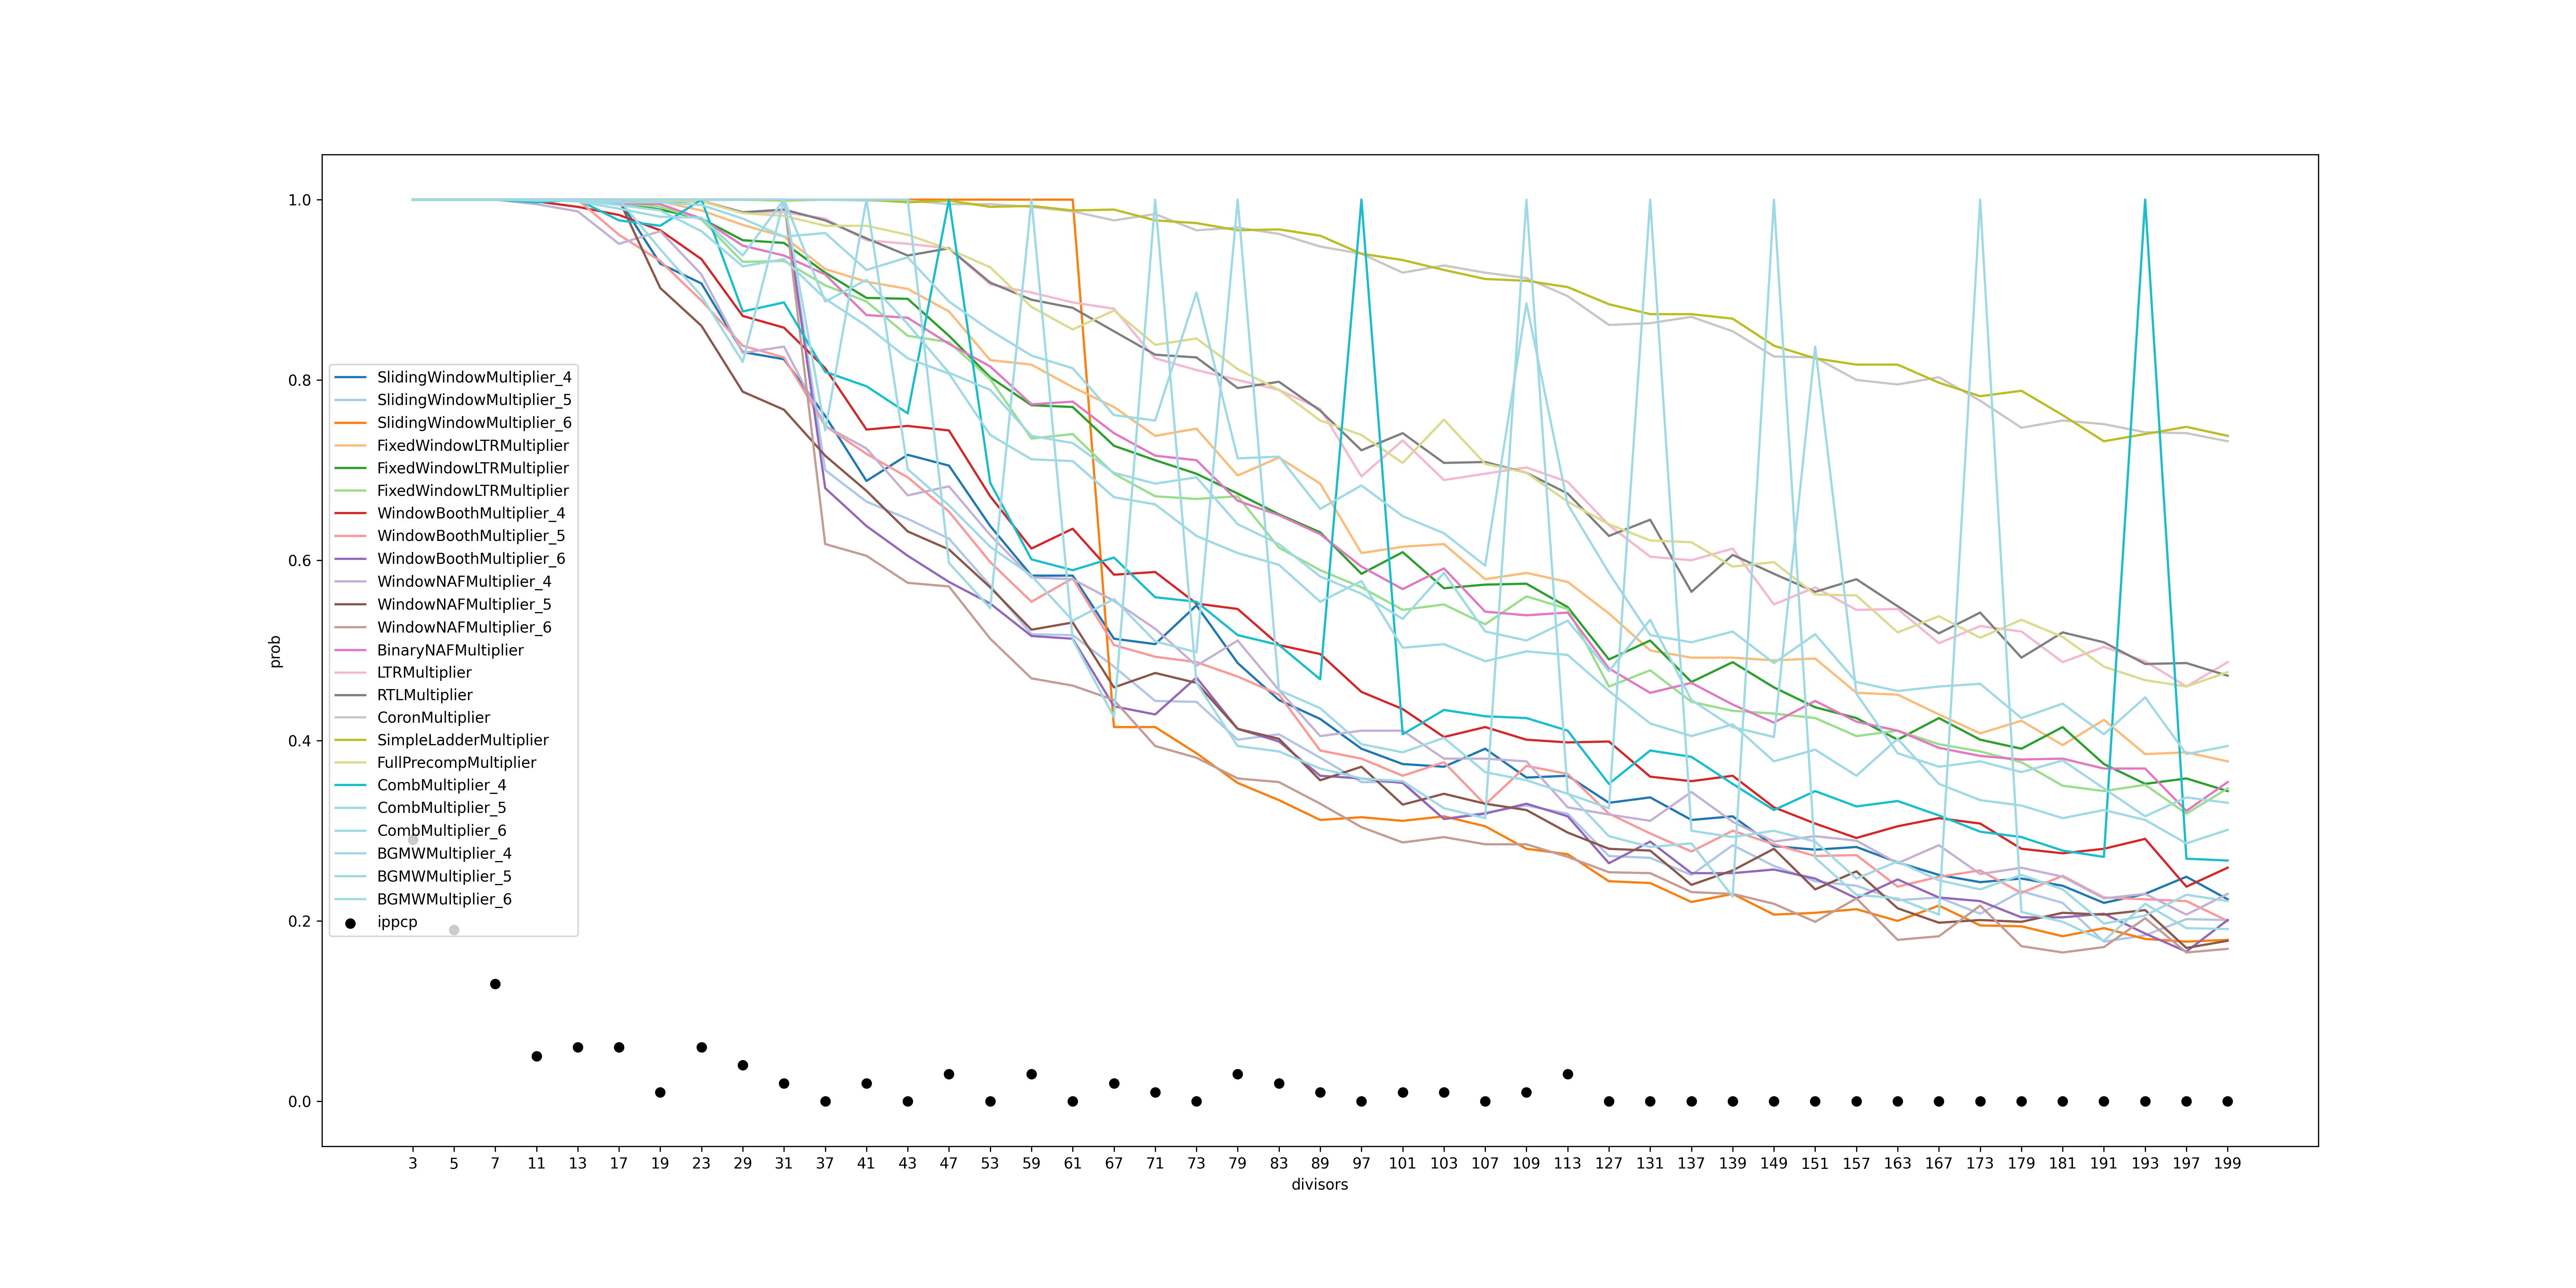 1.0
0.8
0.6
0.4
0.2
0.0
prob
SlidingWindowMultiplier_4
SlidingWindowMultiplier_5
SlidingWindowMultiplier_6
FixedWindowLTRMultiplier
FixedWindowLTRMultiplier
FixedWindowLTRMultiplier
WindowBoothMultiplier_4
WindowBoothMultiplier_5
WindowBoothMultiplier_6
WindowNAFMultiplier_4
WindowNAFMultiplier_5
WindowNAFMultiplier_6
BinaryNAFMultiplier
LTRMultiplier
RTLMultiplier
CoronMultiplier
SimpleLadderMultiplier
FullPrecompMultiplier
CombMultiplier_4
CombMultiplier_5
CombMultiplier_6
BGMWMultiplier_4
BGMWMultiplier_5
BGMWMultiplier_6
ippcp
3 5 7 11 13 17 19 23 29 31 37 41 43 47 53 59 61 67 71 73 79 83 89 97 101 103 107 109 113 127 131 137 139 149 151 157 163 167 173 179 181 191 193 197 199
divisors